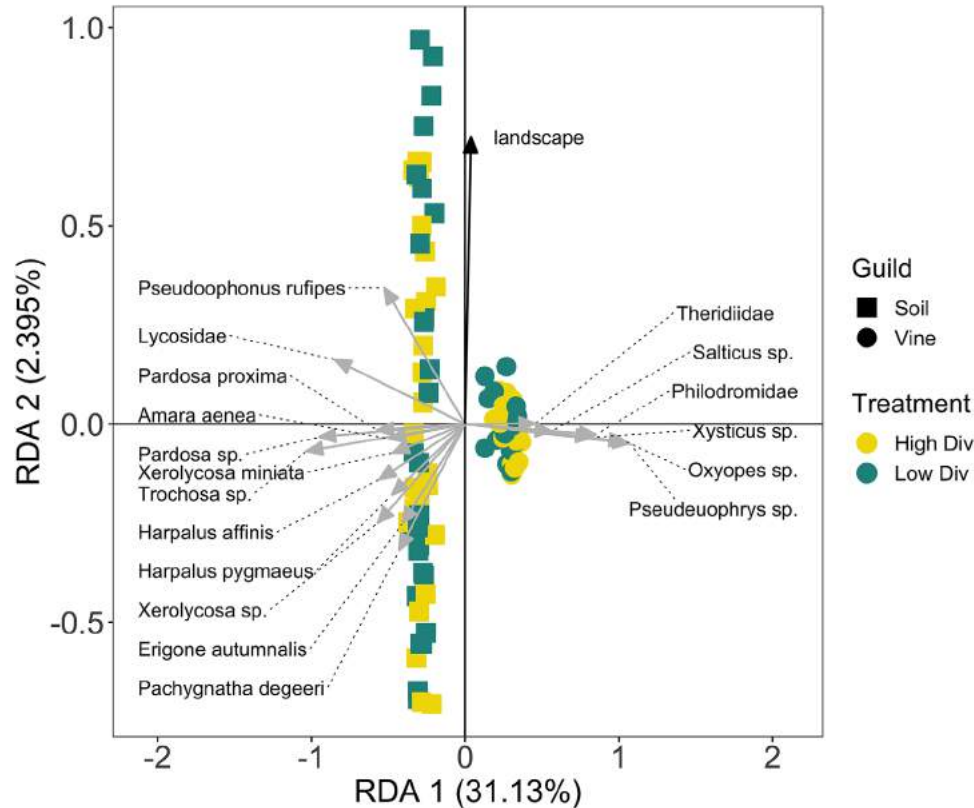 1.0
0.5
0.0
-0.5
RDA 2 (2.395%)
landscape
Pseudoophonus rufipes
Lycosidae
Pardosa proxima
Amara aenea
Pardosa sp.
Xerolycosa miniata
Trochosa sp.
Harpalus affinis
Harpalus pygmaeus
Xerolycosa sp.
Erigone autumnalis
Pachygnatha degeeri
Theridiidae
Salticus sp.
Philodromidae
Xysticus sp.
Oxyopes sp.
Pseudeuophrys sp.
-2 -1 0 1 2
RDA 1 (31.13%)
Guild
Soil
Vine
Treatment
High Div
Low Div